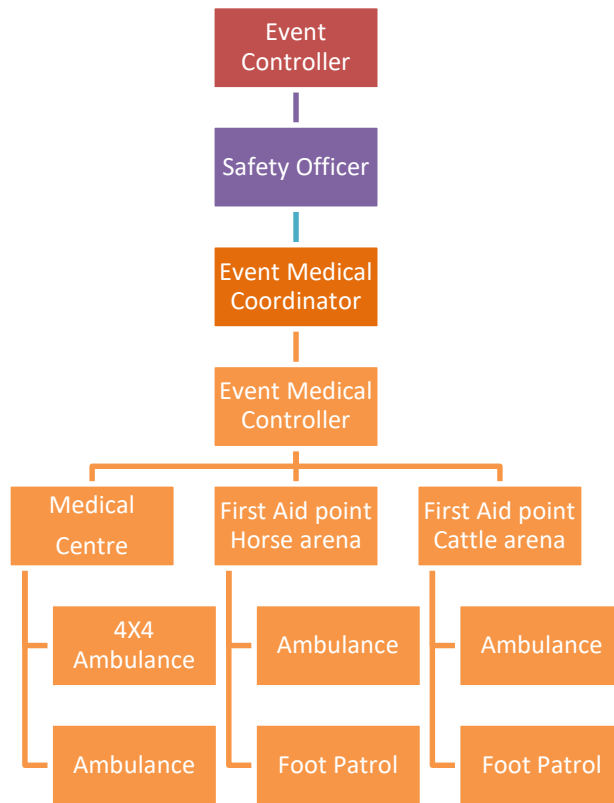 Event
Controller
Safety Officer
Event Medical
Coordinator
Event Medical
Controller
Medical
Centre
First Aid point
Horse arena
First Aid point
Cattle arena
4X4
Ambulance
Ambulance
Ambulance
Ambulance
Foot Patrol
Foot Patrol